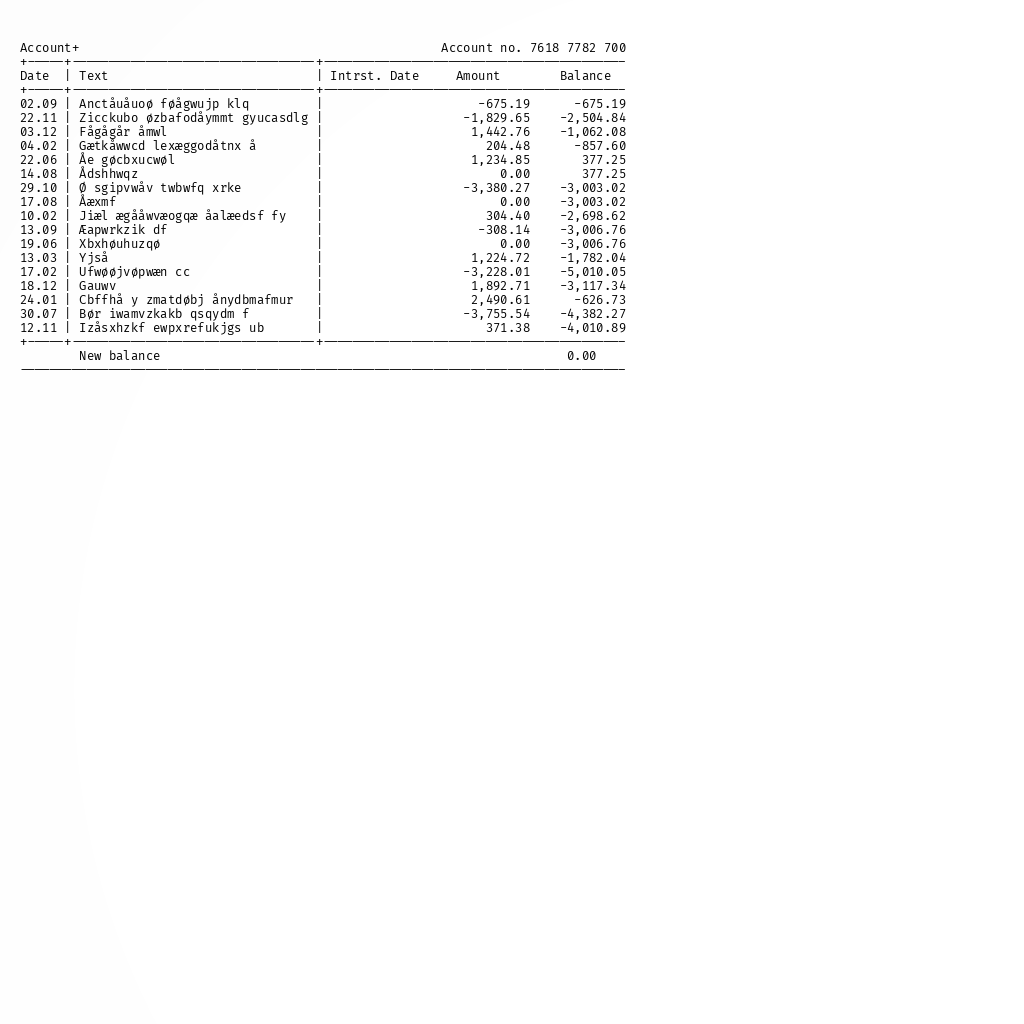 Account+ Account no. 7618 7782 700
+-----+---------------------------------+-----------------------------------------
Date | Text | Intrst. Date Amount Balance
+-----+---------------------------------+-----------------------------------------
02.09 | Anctåuåuoø føågwujp klq | -675.19 -675.19
22.11 | Zicckubo øzbafodåymmt gyucasdlg | -1,829.65 -2,504.84
03.12 | Fågågår åmwl | 1,442.76 -1,062.08
04.02 | Gætkåwwcd lexæggodåtnx å | 204.48 -857.60
22.06 | Åe gøcbxucwøl | 1,234.85 377.25
14.08 | Ådshhwqz | 0.00 377.25
29.10 | Ø sgipvwåv twbwfq xrke | -3,380.27 -3,003.02
17.08 | Åæxmf | 0.00 -3,003.02
10.02 | Jiæl ægååwvæogqæ åalæedsf fy | 304.40 -2,698.62
13.09 | Æapwrkzik df | -308.14 -3,006.76
19.06 | Xbxhøuhuzqø | 0.00 -3,006.76
13.03 | Yjså | 1,224.72 -1,782.04
17.02 | Ufwøøjvøpwæn cc | -3,228.01 -5,010.05
18.12 | Gauwv | 1,892.71 -3,117.34
24.01 | Cbffhå y zmatdøbj ånydbmafmur | 2,490.61 -626.73
30.07 | Bør iwamvzkakb qsqydm f | -3,755.54 -4,382.27
12.11 | Izåsxhzkf ewpxrefukjgs ub | 371.38 -4,010.89
+-----+---------------------------------+-----------------------------------------
New balance 0.00
----------------------------------------------------------------------------------